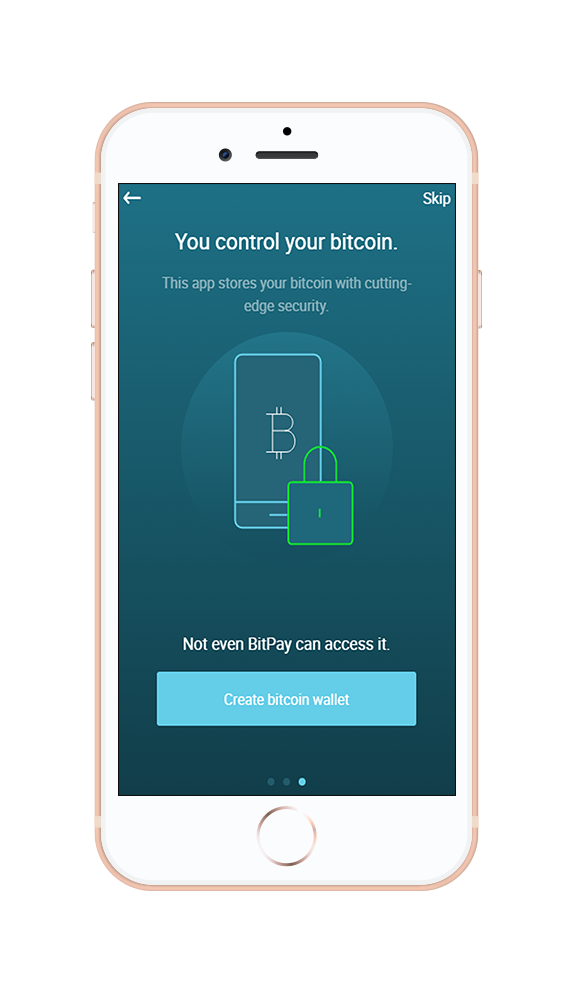 Skip
You control your bitcoin.
This app stores your bitcoin with cutting-
edge security.
Not even BitPay can access it.
Create bitcoin wallet